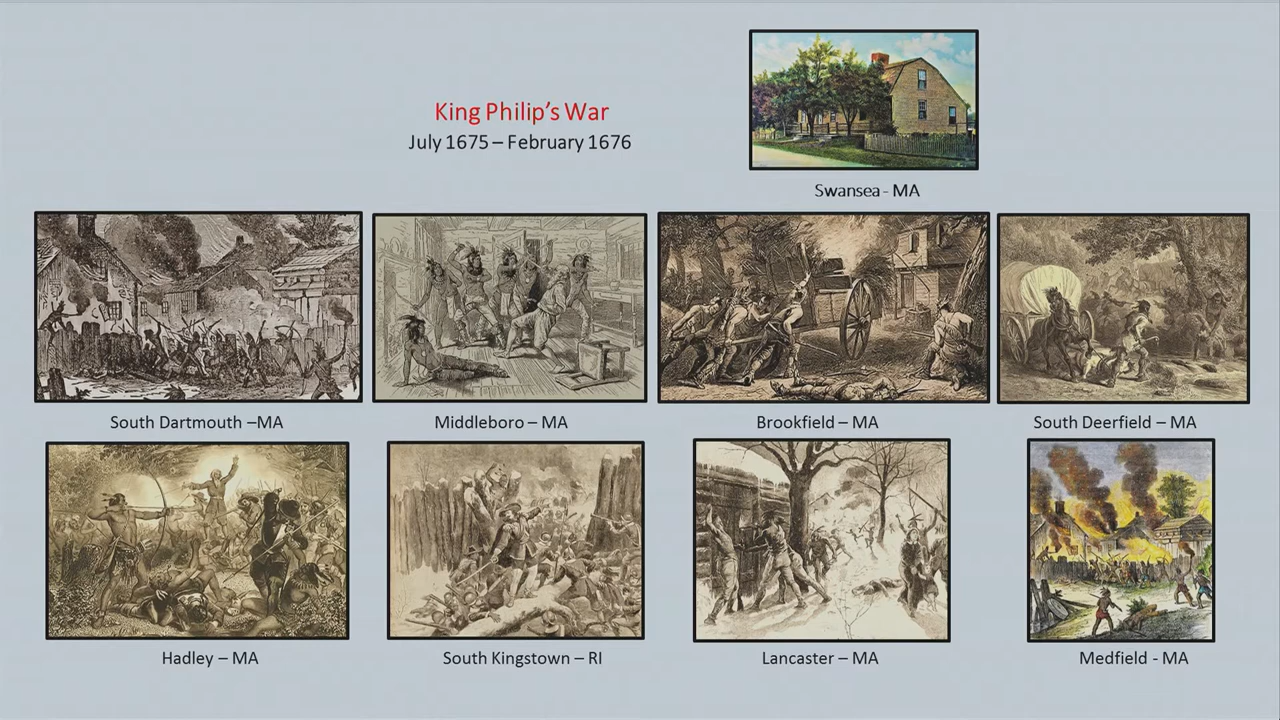 King Philip’s War
July 1675 – February 1676
Swansea - MA
South Dartmouth –MA
Middleboro – MA
Brookfield – MA
South Deerfield – MA
Hadley – MA
South Kingstown – RI
Lancaster – MA
Medfield - MA